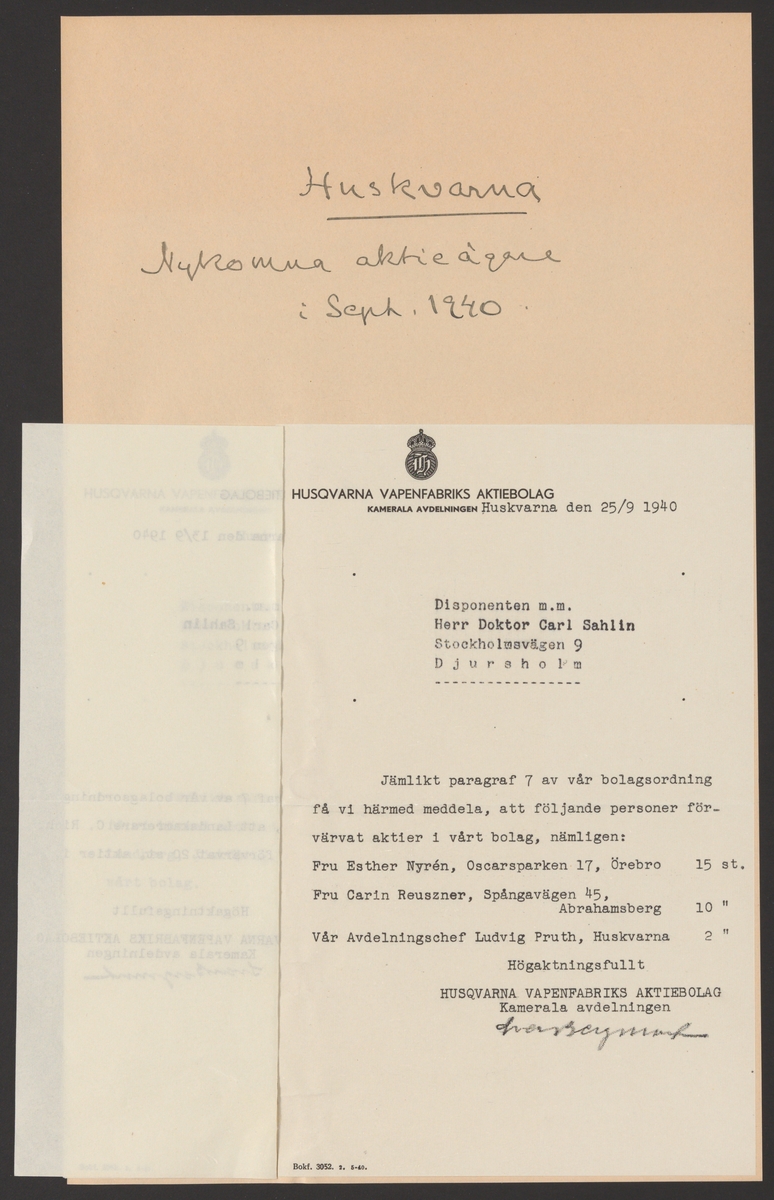 Huskvarna
Nykomna aktieägare
i Sept. 1940.
HUSQVARNA VAPENFABRIKS AKTIEBOLAG
KAMERALA AVDELNINGEN Huskvarna den 25/9 1940
Disponenten m.m.
Herr Doktor Carl Sahlin
Stockholmsvägen 9
D j u r s h o l m
-----------------
Jämlikt paragraf 7 av vår bolagsordning
få vi härmed meddela, att följande personer för-
värvat aktier i vårt bolag, nämligen:
Fru Esther Nyrén, Oscarsparken 17, Örebro 15 st.
Fru Carin Reuszner, Spångavägen 45,
Abrahamsberg 10 "
Vår Avdelningschef Ludvig Pruth, Huskvarna 2 "
Högaktningsfullt
HUSQVARNA VAPENFABRIKS AKTIEBOLAG
Kamerala avdelningen
Bokf. 3052. 2. 5-40.